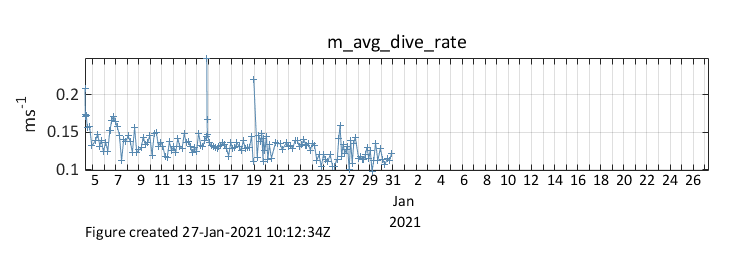 m_avg_dive_rate
ms-1
0.2
0.15
0.1
5 7 9 11 13 15 17 19 21 23 25 27 29 31 2 4 6 8 10 12 14 16 18 20 22 24 26
Jan
2021
Figure created 27-Jan-2021 10:12:34Z